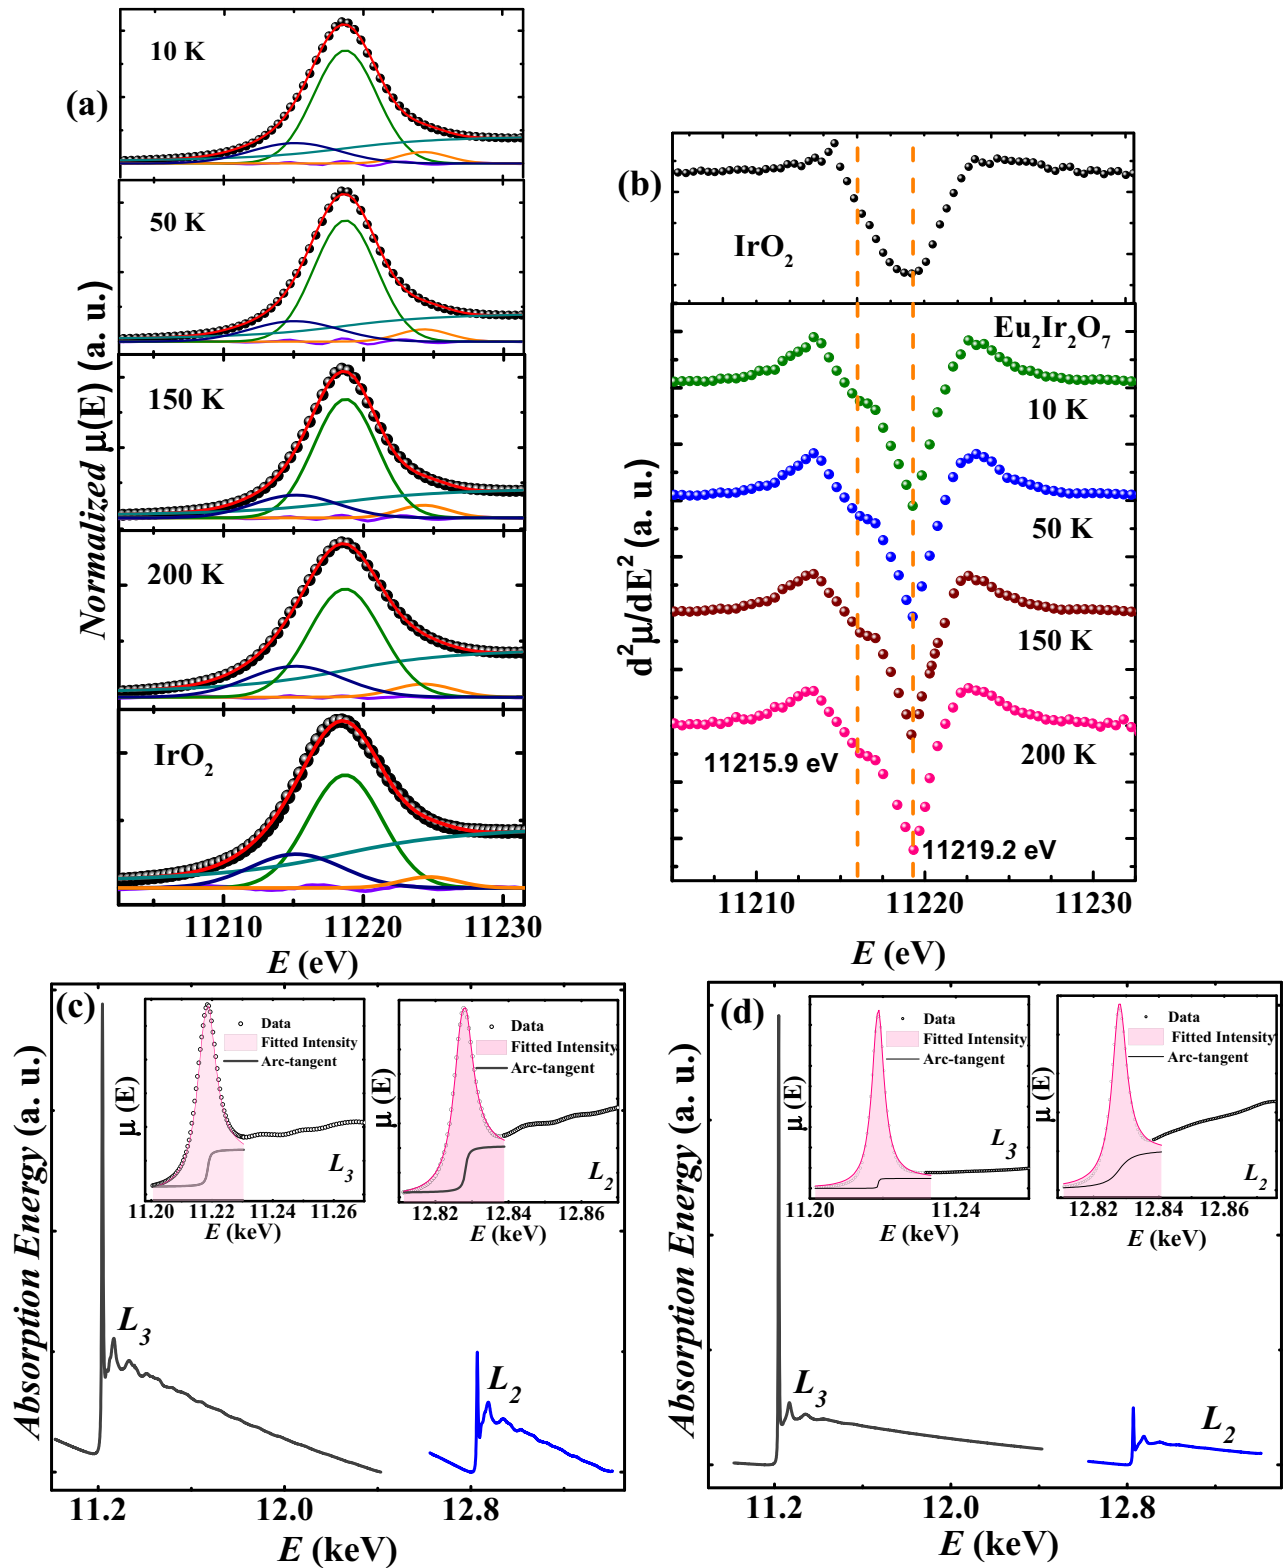 (a)
Normalized μ(E) (a. u.)
10 K
50 K
150 K
200 K
IrO2
11210 11220 11230
E (eV)
(b)
d²μ/dE² (a. u.)
IrO2
Eu2Ir2O7
10 K
50 K
150 K
200 K
11215.9 eV
11219.2 eV
11210 11220 11230
E (eV)
(c)
Absorption Energy (a. u.)
μ (E)
Data
Fitted Intensity
Arc-tangent
L3
11.20 11.22 11.24 11.26
E (keV)
μ (E)
Data
Fitted Intensity
Arc-tangent
L2
12.82 12.84 12.86
E (keV)
L3
L2
11.2 12.0 12.8
E (keV)
(d)
Absorption Energy (a. u.)
μ (E)
Data
Fitted Intensity
Arc-tangent
L3
11.20 11.24
E (keV)
μ (E)
Data
Fitted Intensity
Arc-tangent
L2
12.82 12.84 12.86
E (keV)
L3
L2
11.2 12.0 12.8
E (keV)